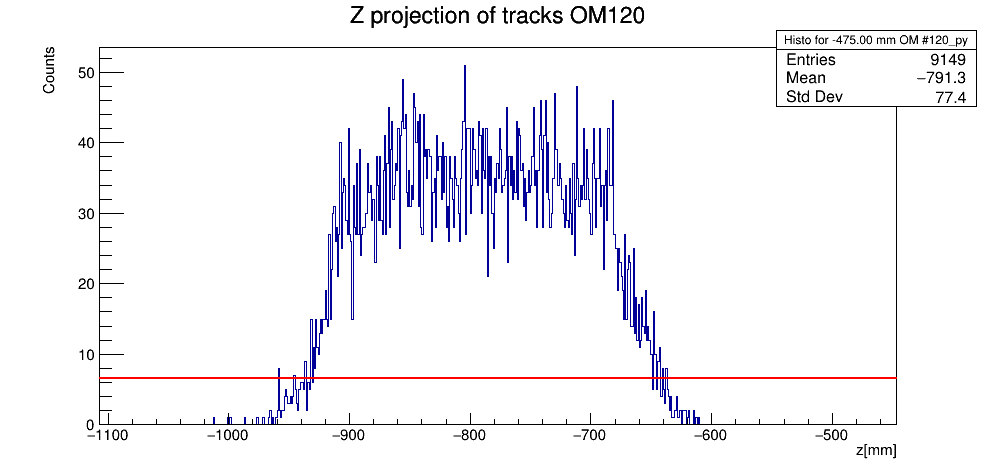 Z projection of tracks OM120
Histo for -475.00 mm OM #120_py
Entries 9149
Mean −791.3
Std Dev 77.4
Counts
50
40
30
20
10
0
−1100 −1000 −900 −800 −700 −600 −500
z[mm]